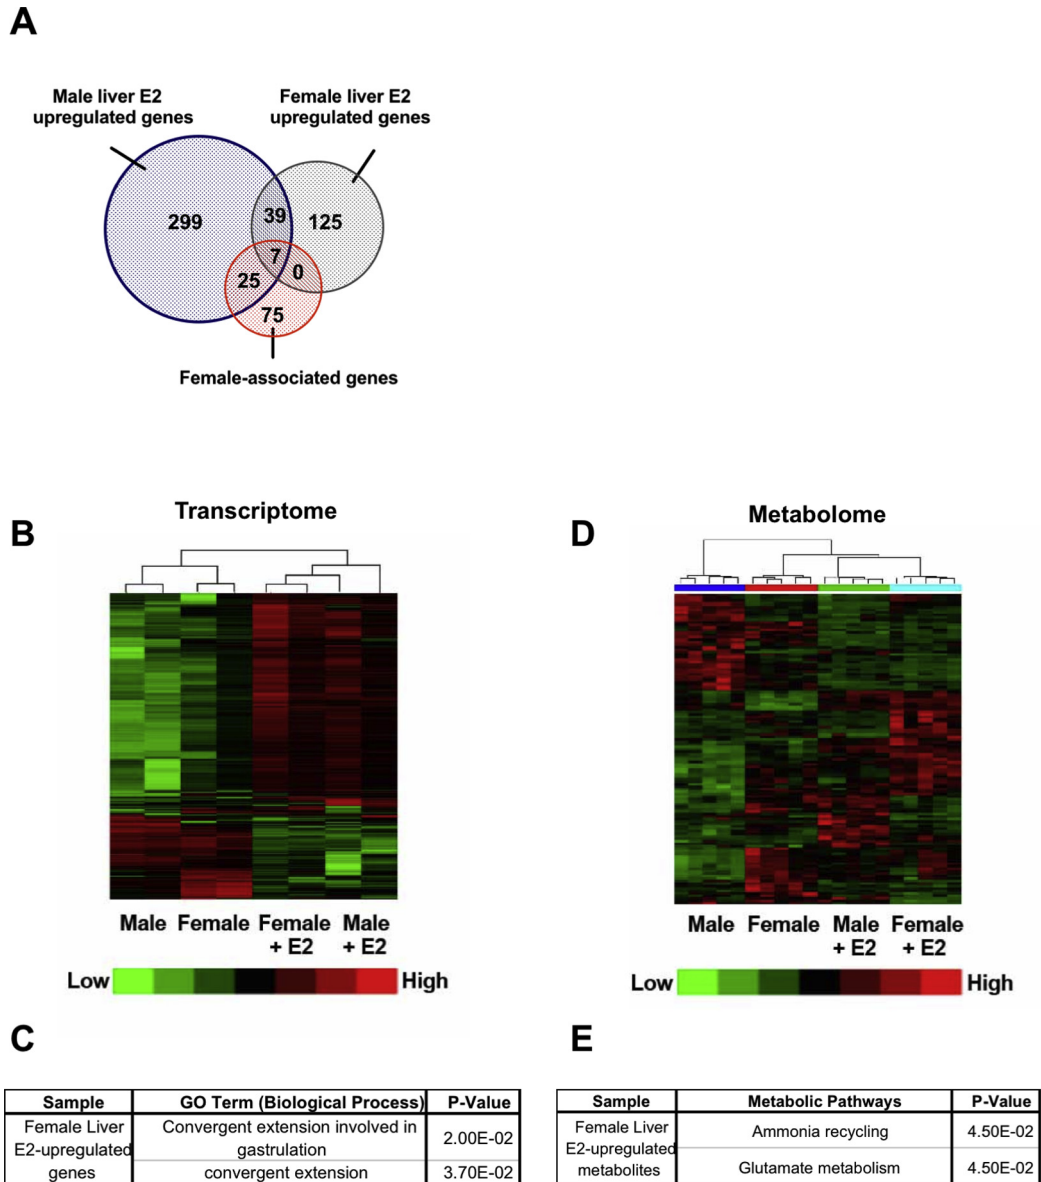 A
Male liver E2
upregulated genes
Female liver E2
upregulated genes
299
39
125
7
25
0
75
Female-associated genes
B
Transcriptome
Male
Female
Female
+ E2
Male
+ E2
Low
High
D
Metabolome
Male
Female
Male
+ E2
Female
+ E2
Low
High
C
Sample
GO Term (Biological Process)
P-Value
Female Liver
E2-upregulated
genes
Convergent extension involved in
gastrulation
2.00E-02
convergent extension
3.70E-02
E
Sample
Metabolic Pathways
P-Value
Female Liver
E2-upregulated
metabolites
Ammonia recycling
4.50E-02
Glutamate metabolism
4.50E-02